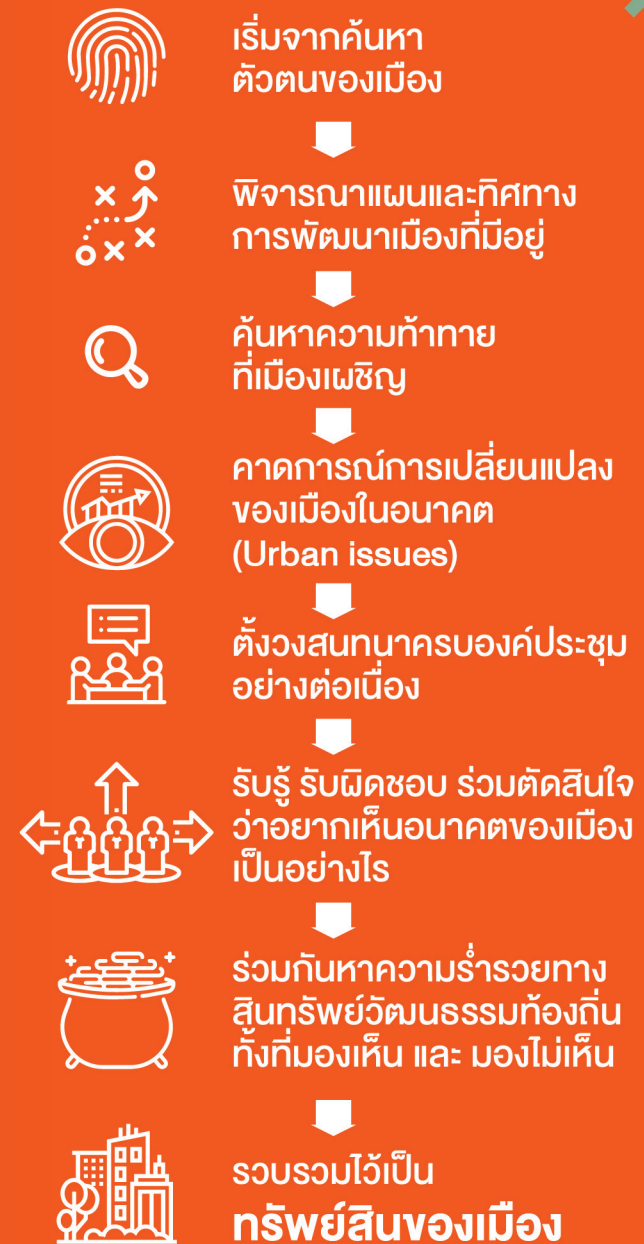 เริ่มจากค้นหา
ตัวตนของเมือง
พิจารณาแผนและทิศทาง
การพัฒนาเมืองที่มีอยู่
ค้นหาความท้าทาย
ที่เมืองเผชิญ
คาดการณ์การเปลี่ยนแปลง
ของเมืองในอนาคต
(Urban issues)
ตั้งวงสนทนาครบองค์ประชุม
อย่างต่อเนื่อง
รับรู้ รับผิดชอบ ร่วมตัดสินใจ
ว่าอยากเห็นอนาคตของเมือง
เป็นอย่างไร
ร่วมกันหาความร่ำรวยทาง
สินทรัพย์วัฒนธรรมท้องถิ่น
ทั้งที่มองเห็น และ มองไม่เห็น
รวบรวมไว้เป็น
ทรัพย์สินของเมือง